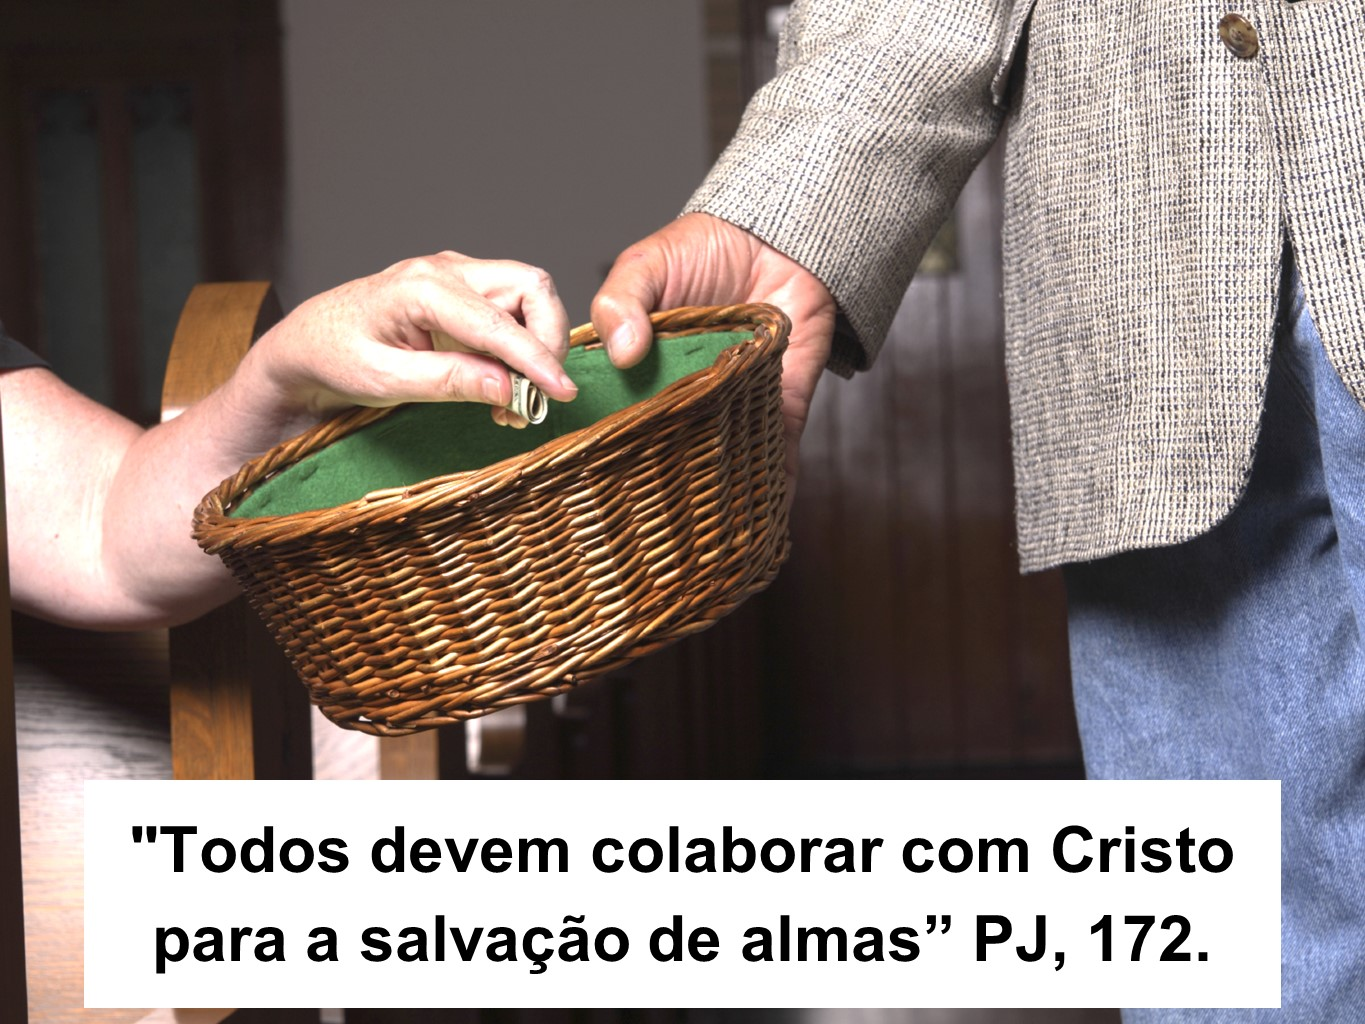 "Todos devem colaborar com Cristo
para a salvação de almas” PJ, 172.